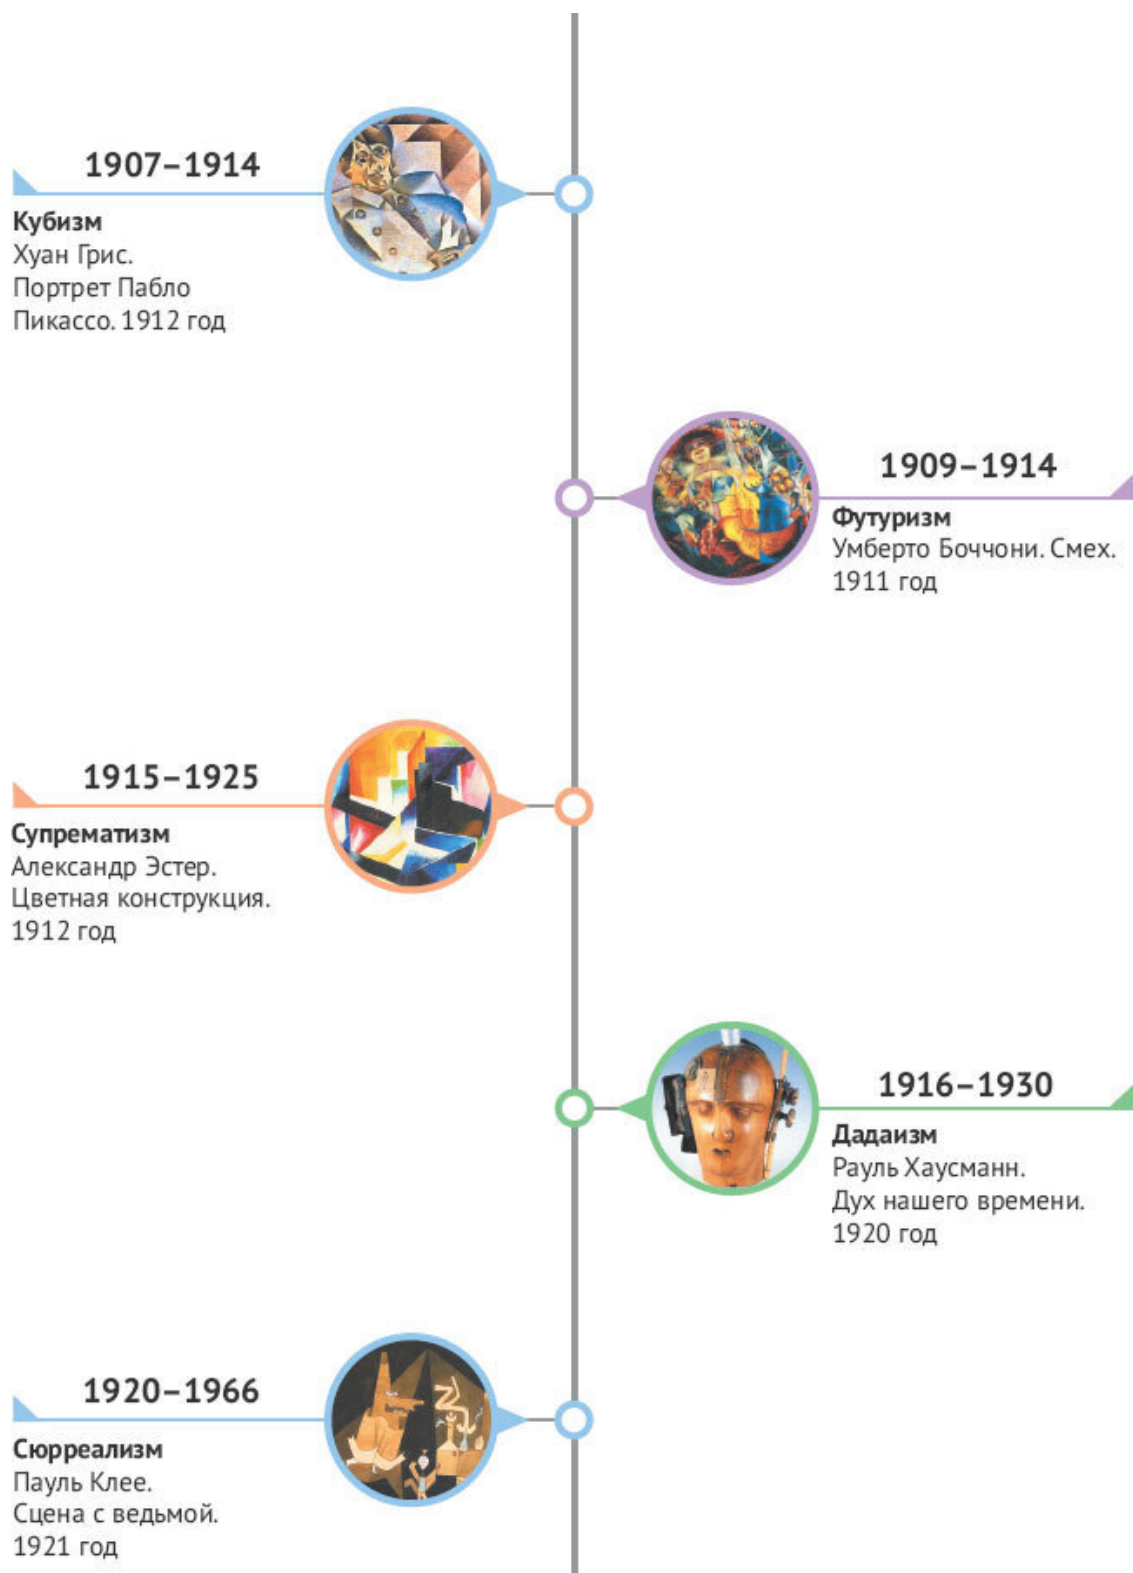 1907–1914
Кубизм
Хуан Грис.
Портрет Пабло
Пикассо. 1912 год
1909–1914
Футуризм
Умберто Боччони. Смех.
1911 год
1915–1925
Супрематизм
Александр Эстер.
Цветная конструкция.
1912 год
1916–1930
Дадаизм
Рауль Хаусманн.
Дух нашего времени.
1920 год
1920–1966
Сюрреализм
Пауль Клее.
Сцена с ведьмой.
1921 год